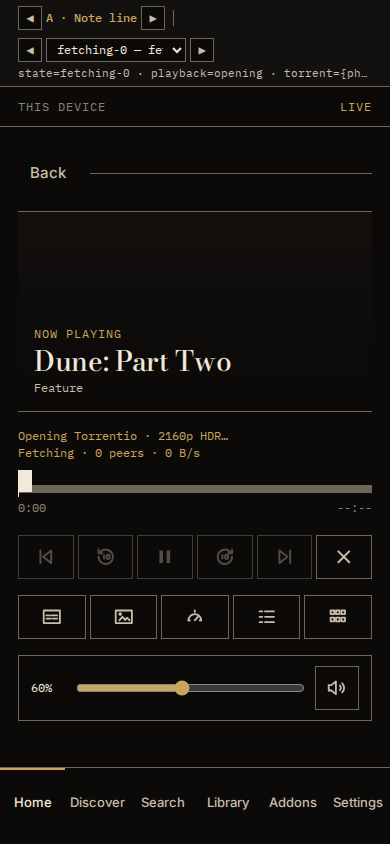 ◀ A · Note line ▶
◀ fetching-0 — fe ▶
state=fetching-0 · playback=opening · torrent={ph…
THIS DEVICE LIVE
Back
NOW PLAYING
Dune: Part Two
Feature
Opening Torrentio · 2160p HDR…
Fetching · 0 peers · 0 B/s
0:00 --:--
10 10
60%
Home Discover Search Library Addons Settings